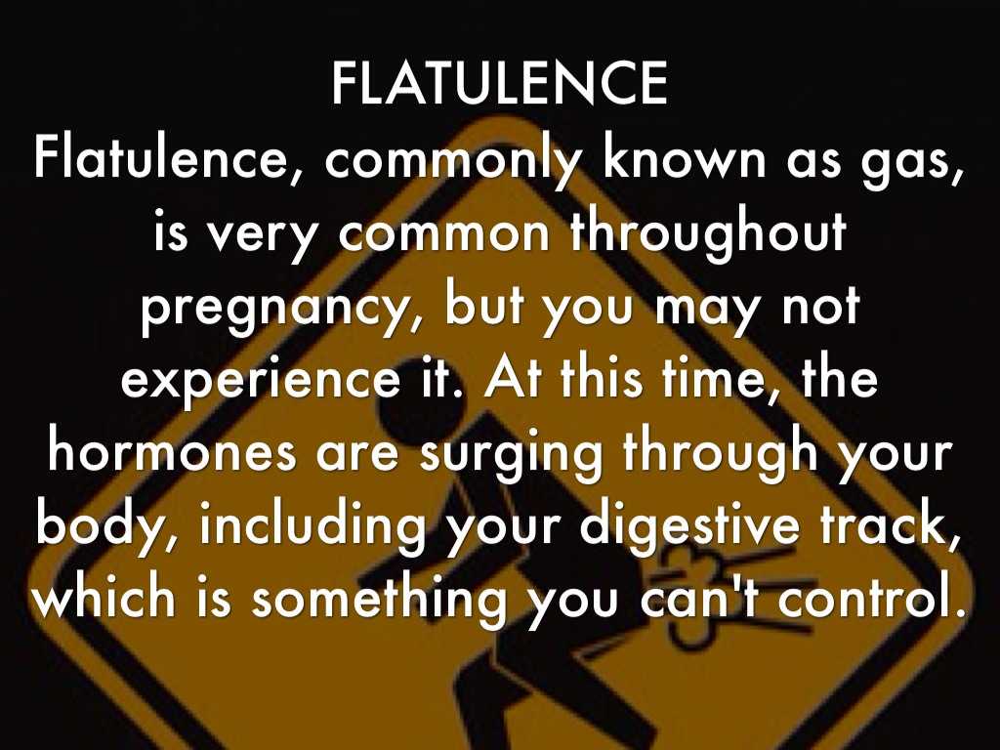 FLATULENCE
Flatulence, commonly known as gas,
is very common throughout
pregnancy, but you may not
experience it. At this time, the
hormones are surging through your
body, including your digestive track,
which is something you can't control.